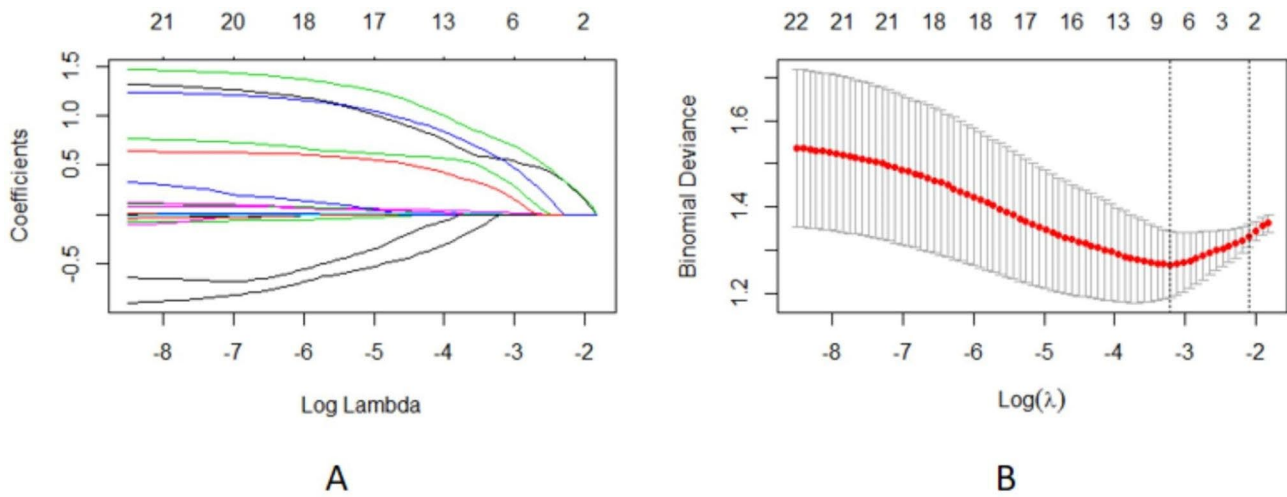 21 20 18 17 13 6 2
Coefficients
1.5
1.0
0.5
-0.5
-8 -7 -6 -5 -4 -3 -2
Log Lambda
A
22 21 21 18 18 17 16 13 9 6 3 2
Binomial Deviance
1.6
1.4
1.2
-8 -7 -6 -5 -4 -3 -2
Log(λ)
B